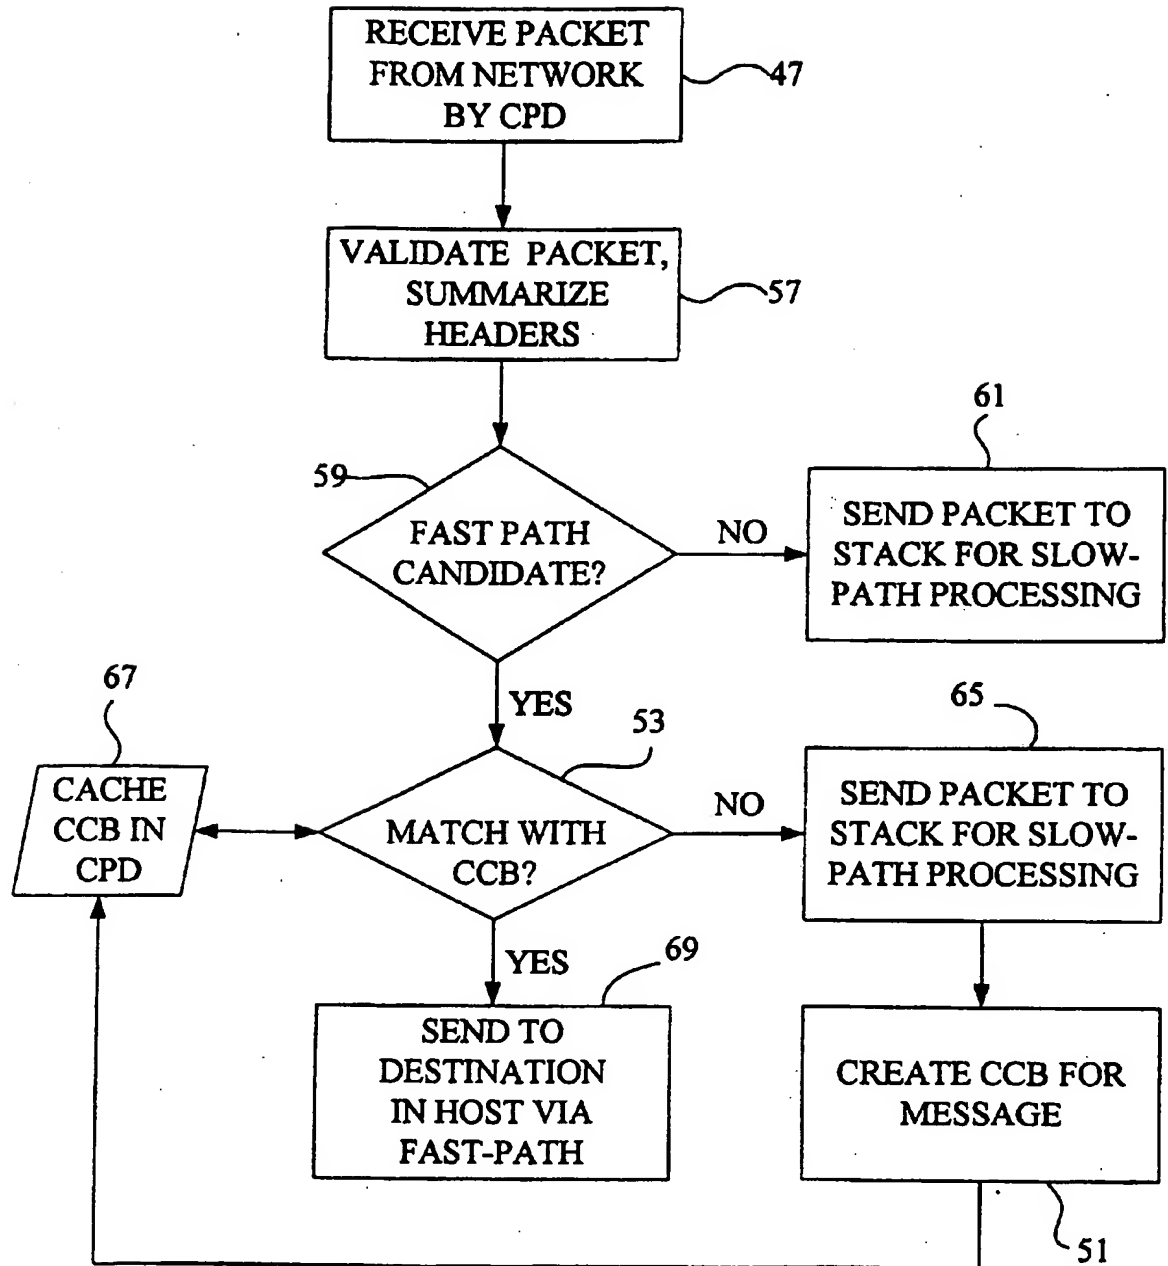 RECEIVE PACKET
FROM NETWORK
BY CPD
47
VALIDATE PACKET,
SUMMARIZE
HEADERS
57
59
FAST PATH
CANDIDATE?
NO
61
SEND PACKET TO
STACK FOR SLOW-
PATH PROCESSING
YES
67
CACHE
CCB IN
CPD
53
MATCH WITH
CCB?
NO
65
SEND PACKET TO
STACK FOR SLOW-
PATH PROCESSING
YES
69
SEND TO
DESTINATION
IN HOST VIA
FAST-PATH
CREATE CCB FOR
MESSAGE
51